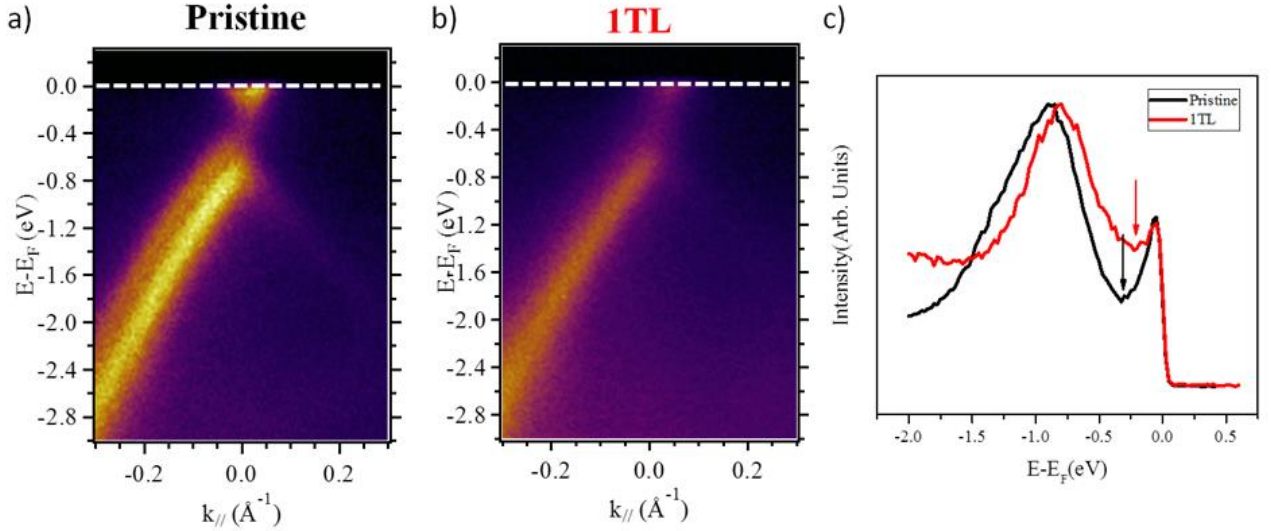 a)
Pristine
0.0
-0.4
-0.8
-1.2
-1.6
-2.0
-2.4
-2.8
E-E_F (eV)
-0.2
0.0
0.2
k_// (Å^-1)
b)
1TL
0.0
-0.4
-0.8
-1.2
-1.6
-2.0
-2.4
-2.8
E-E_F (eV)
-0.2
0.0
0.2
k_// (Å^-1)
c)
Pristine
1TL
Intensity(Arb. Units)
-2.0
-1.5
-1.0
-0.5
0.0
0.5
E-E_F(eV)